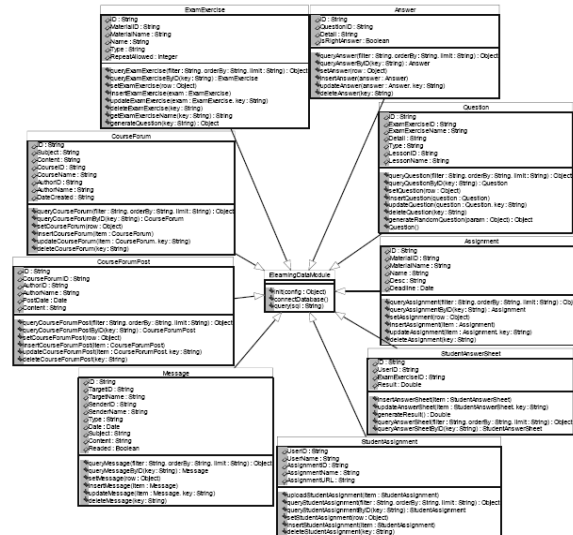 ExamExercise
ID : String
MaterialID : String
MaterialName : String
Name : String
Type : String
RepeatAllowed : Integer
queryExamExercise(filter : String, orderBy : String, limit : String) : Object
queryExamExerciseByID(key : String) : ExamExercise
setExamExercise(row : Object)
insertExamExercise(exam : ExamExercise)
updateExamExercise(exam : ExamExercise, key : String)
deleteExamExercise(key : String)
getExamExerciseName(key : String)
generateQuestion(key : String) : Object
Answer
ID : String
QuestionID : String
Detail : String
isRightAnswer : Boolean
queryAnswer(filter : String, orderBy : String, limit : String) : Object
queryAnswerByID(key : String) : Answer
setAnswer(row : Object)
insertAnswer(answer : Answer)
updateAnswer(answer : Answer, key : String)
deleteAnswer(key : String)
Question
ID : String
ExamExerciseID : String
ExamExerciseName : String
Detail : String
Type : String
LessonID : String
LessonName : String
queryQuestion(filter : String, orderBy : String, limit : String) : Object
queryQuestionByID(key : String) : Question
setQuestion(row : Object)
insertQuestion(question : Question)
updateQuestion(question : Question, key : String)
deleteQuestion(key : String)
generateRandomQuestion(param : Object) : Object
Question()
CourseForum
ID : String
Subject : String
Content : String
CourseID : String
CourseName : String
AuthorID : String
AuthorName : String
DateCreated : String
queryCourseForum(filter : String, orderBy : String, limit : String) : Object
queryCourseForumByID(key : String) : CourseForum
setCourseForum(row : Object)
insertCourseForum(item : CourseForum)
updateCourseForum(item : CourseForum, key : String)
deleteCourseForum(key : String)
ElearningDataModule
init(config : Object)
connectDatabase()
query(sql : String)
Assignment
ID : String
MaterialID : String
MaterialName : String
Name : String
Desc : String
Deadline : Date
queryAssignment(filter : String, orderBy : String, limit : String) : Object
queryAssignmentByID(key : String) : Assignment
setAssignment(row : Object)
insertAssignment(item : Assignment)
updateAssignment(item : Assignment, key : String)
deleteAssignment(key : String)
CourseForumPost
ID : String
CourseForumID : String
AuthorID : String
AuthorName : String
PostDate : Date
Content : String
queryCourseForumPost(filter : String, orderBy : String, limit : String) : Object
queryCourseForumPostByID(key : String) : CourseForumPost
setCourseForumPost(row : Object)
insertCourseForumPost(item : CourseForumPost)
updateCourseForumPost(item : CourseForumPost, key : String)
deleteCourseForumPost(key : String)
StudentAnswerSheet
ID : String
UserID : String
ExamExerciseID : String
Result : Double
insertAnswerSheet(item : StudentAnswerSheet)
updateAnswerSheet(item : StudentAnswerSheet, key : String)
generateResult() : Double
queryAnswerSheet(filter : String, orderBy : String, limit : String) : Object
queryAnswerSheetByID(key : String) : StudentAnswerSheet
Message
ID : String
TargetID : String
TargetName : String
SenderID : String
SenderName : String
Type : String
Date : Date
Subject : String
Content : String
Readed : Boolean
queryMessage(filter : String, orderBy : String, limit : String) : Object
queryMessageByID(key : String) : Message
setMessage(row : Object)
insertMessage(item : Message)
updateMessage(item : Message, key : String)
deleteMessage(key : String)
StudentAssignment
UserID : String
UserName : String
AssignmentID : String
AssignmentName : String
AssignmentURL : String
uploadStudentAssignment(item : StudentAssignment)
queryStudentAssignment(filter : String, orderBy : String, limit : String) : Object
queryStudentAssignmentByID(key : String) : StudentAssignment
setStudentAssignment(row : Object)
insertStudentAssignment(item : StudentAssignment)
deleteStudentAssignment(key : String)